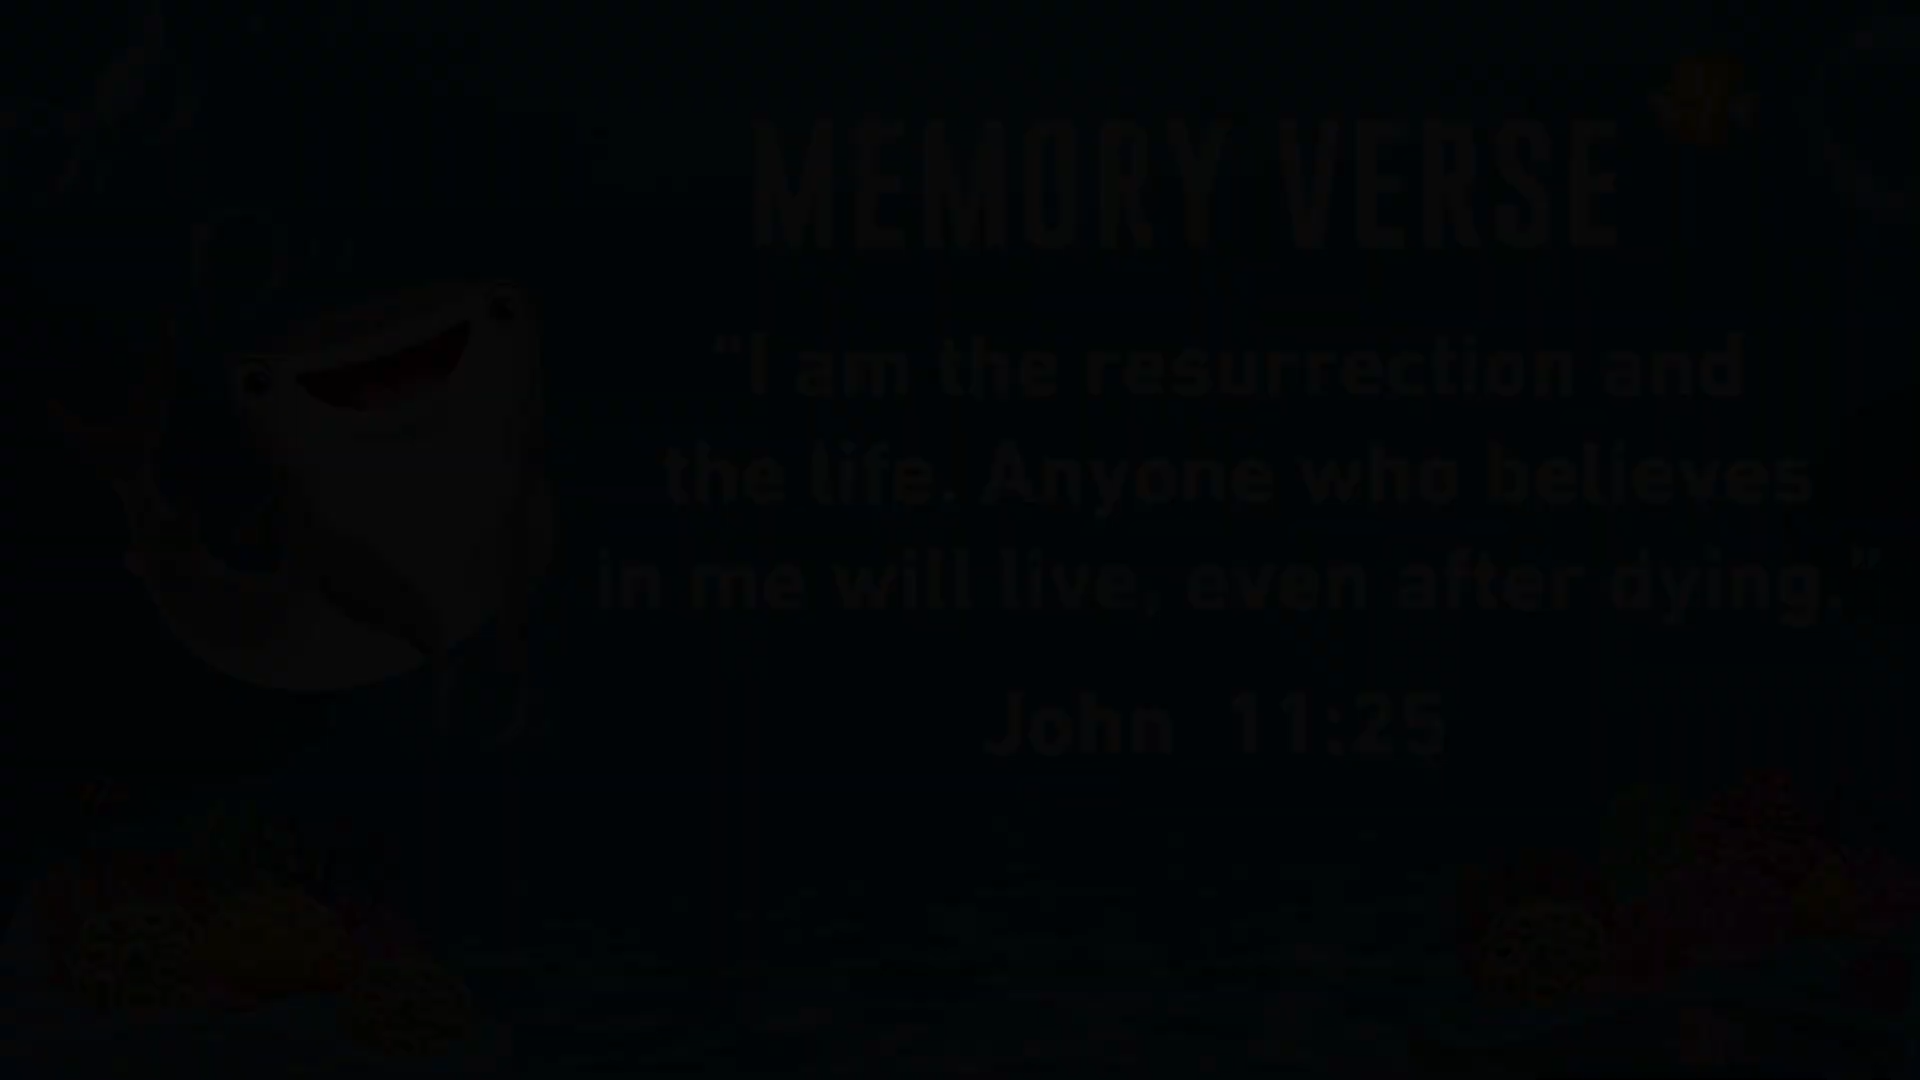 MEMORY VERSE
"I am the resurrection and
the life. Anyone who believes
in me will live, even after dying."
John 11:25